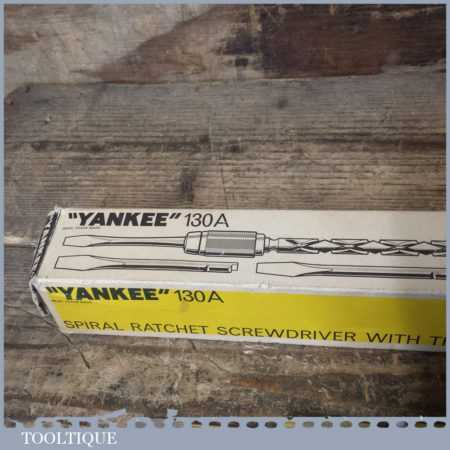 "YANKEE" 130A
"YANKEE" 130A
SPIRAL RATCHET SCREWDRIVER WITH
TOOLTIQUE